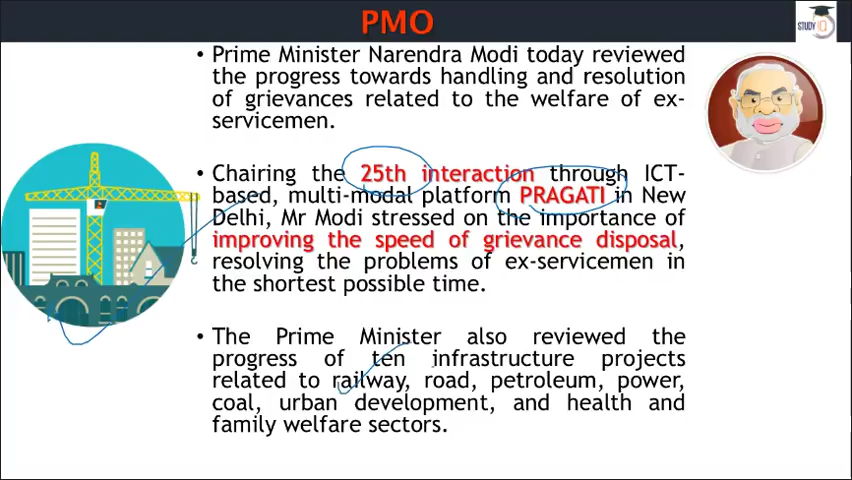 PMO
STUDY IQ
• Prime Minister Narendra Modi today reviewed
the progress towards handling and resolution
of grievances related to the welfare of ex-
servicemen.
• Chairing the 25th interaction through ICT-
based, multi-modal platform PRAGATI in New
Delhi, Mr Modi stressed on the importance of
improving the speed of grievance disposal,
resolving the problems of ex-servicemen in
the shortest possible time.
• The Prime Minister also reviewed the
progress of ten infrastructure projects
related to railway, road, petroleum, power,
coal, urban development, and health and
family welfare sectors.